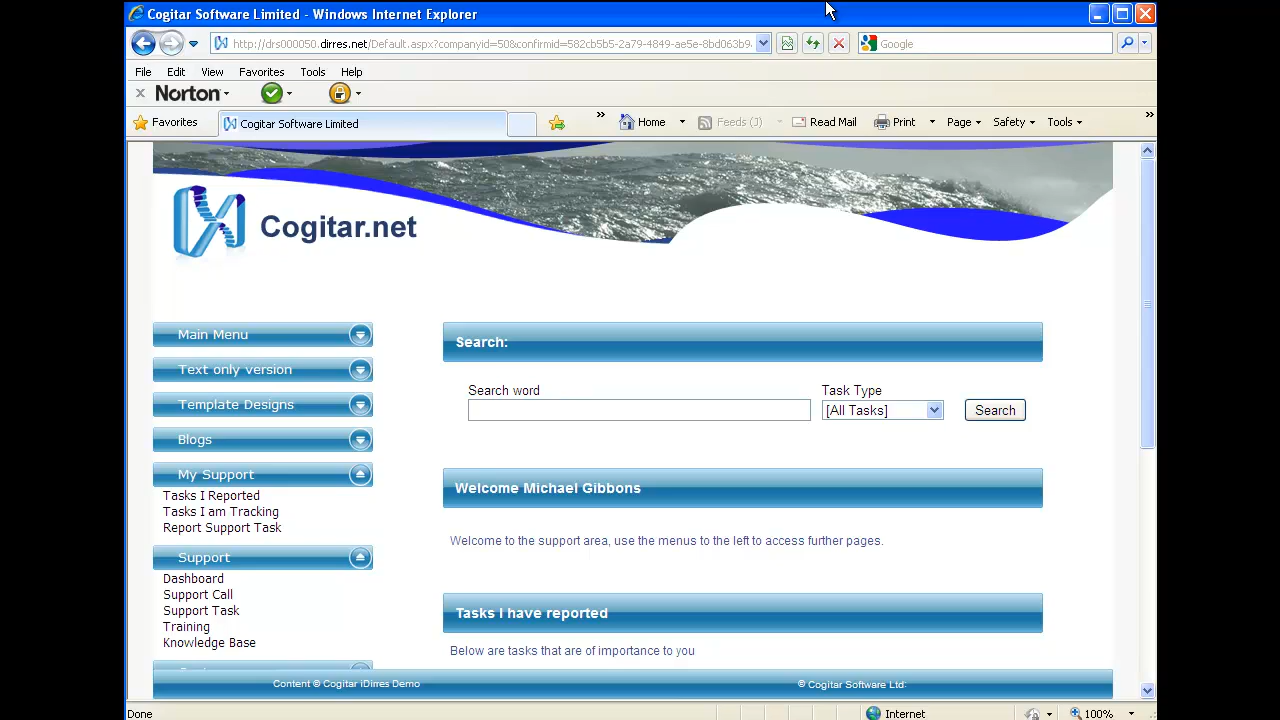 Cogitar Software Limited - Windows Internet Explorer
http://drs000050.dirres.net/Default.aspx?companyid=50&confirmid=582cb5b5-2a79-4849-ae5e-8bd063b9
Google
File Edit View Favorites Tools Help
Norton
Favorites Cogitar Software Limited Home Feeds (J) Read Mail Print Page Safety Tools
Cogitar.net
Main Menu
Text only version
Template Designs
Blogs
My Support
Tasks I Reported
Tasks I am Tracking
Report Support Task
Support
Dashboard
Support Call
Support Task
Training
Knowledge Base
Search:
Search word Task Type
[All Tasks] Search
Welcome Michael Gibbons
Welcome to the support area, use the menus to the left to access further pages.
Tasks I have reported
Below are tasks that are of importance to you
Content © Cogitar iDirres Demo © Cogitar Software Ltd:
Done Internet 100%